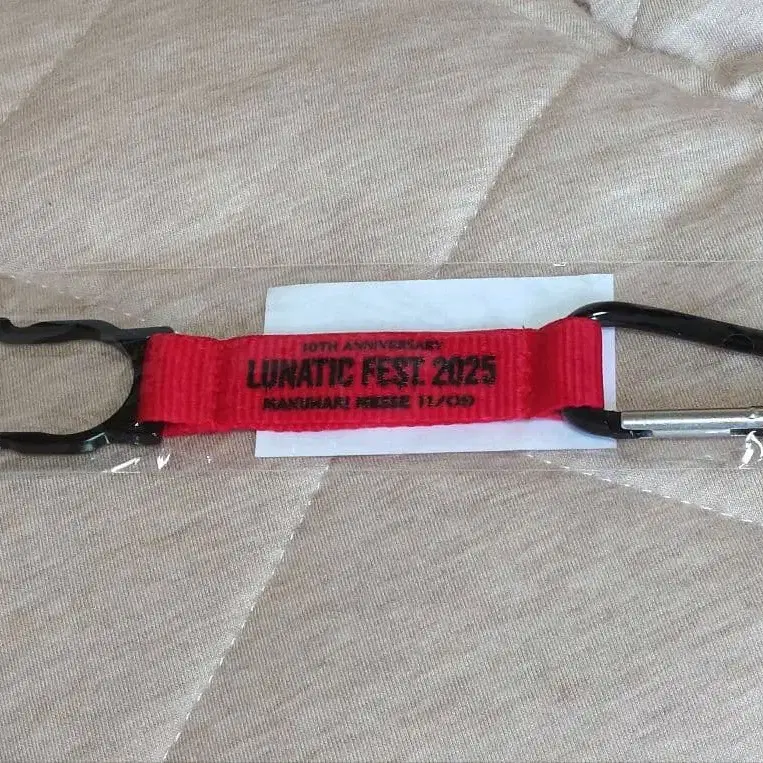 10TH ANNIVERSARY
LUNATIC FEST. 2025
MAKUHARI MESSE 11/09